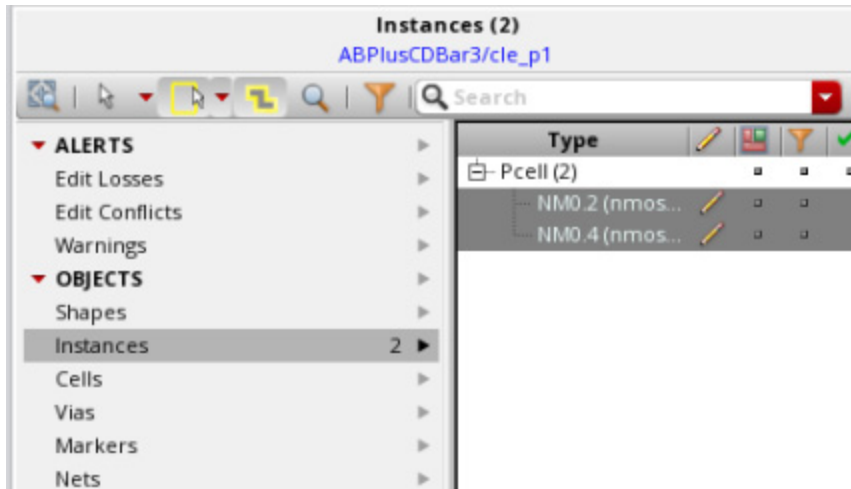 Instances (2)
ABPlusCDBar3/cle_p1
Search
ALERTS
Edit Losses
Edit Conflicts
Warnings
OBJECTS
Shapes
Instances 2
Cells
Vias
Markers
Nets
Type
Pcell (2)
NM0.2 (nmos...
NM0.4 (nmos...